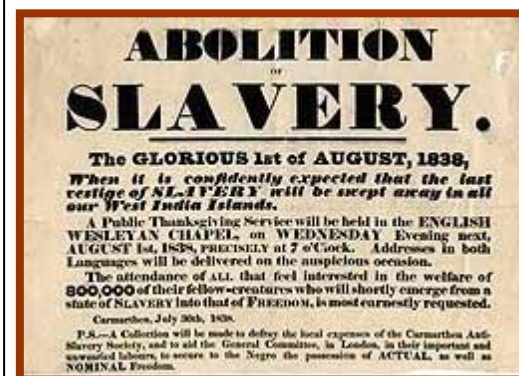 ABOLITION
OF
SLAVERY.
The GLORIOUS 1st of AUGUST, 1838,
When it is confidently expected that the last
vestige of SLAVERY will be swept away in all
our West India Islands.
A Public Thanksgiving Service will be held in the ENGLISH
WESLEYAN CHAPEL, on WEDNESDAY Evening next,
AUGUST 1st, 1838, PRECISELY at 7 o'Clock. Addresses in both
Languages will be delivered on the auspicious occasion.
The attendance of ALL that feel interested in the welfare of
800,000 of their fellow-creatures who will shortly emerge from a
state of SLAVERY into that of FREEDOM, is most earnestly requested.
Carmarthen, July 30th, 1838.
P.S.—A Collection will be made to defray the local expenses of the Carmarthen Anti-
Slavery Society, and to aid the General Committee, in London, in their important and
unwearied labours, to secure to the Negro the possession of ACTUAL, as well as
NOMINAL Freedom.